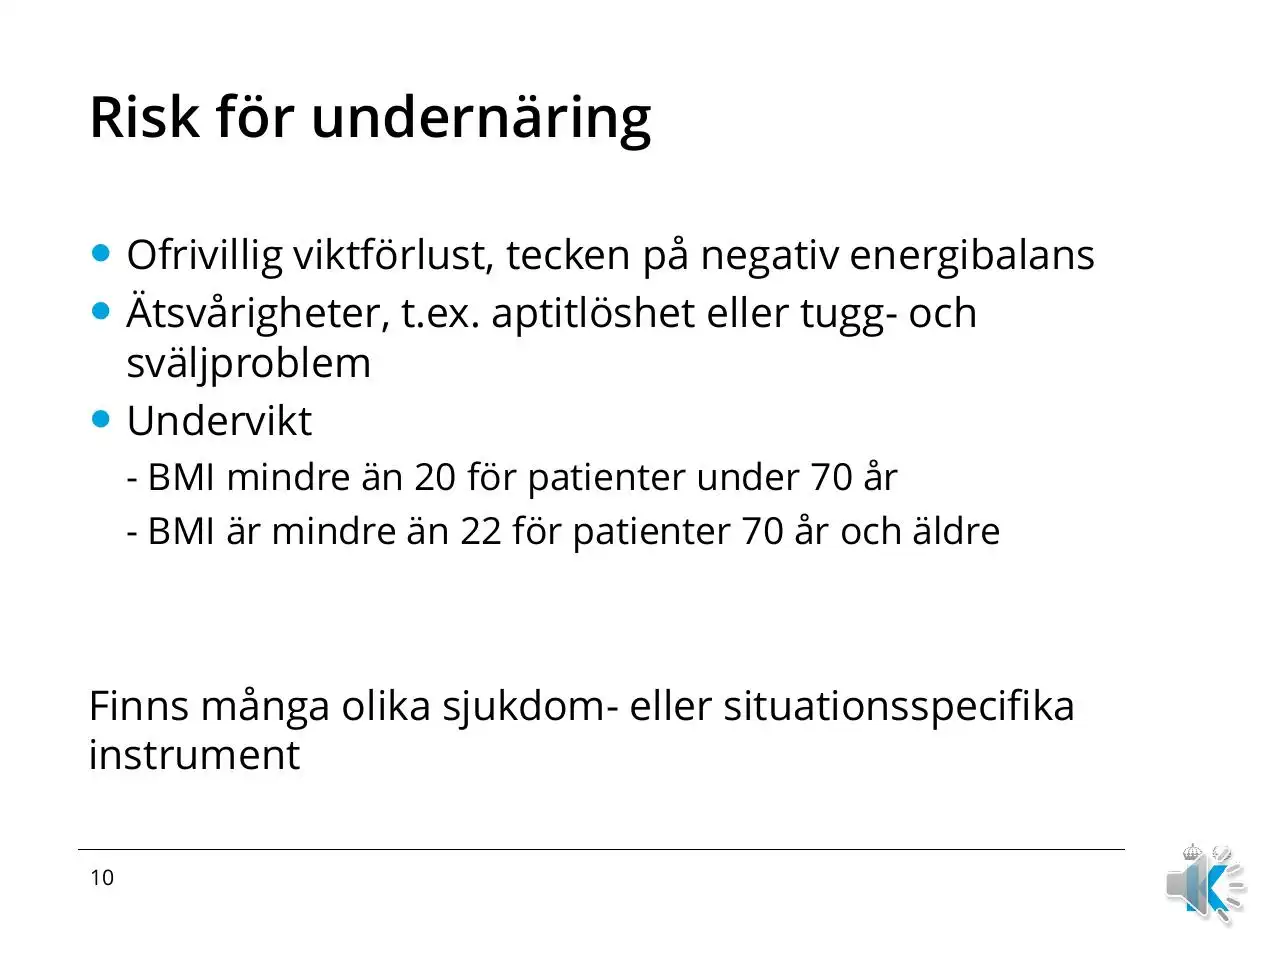 Risk för undernäring
• Ofrivillig viktförlust, tecken på negativ energibalans
• Ätsvårigheter, t.ex. aptitlöshet eller tugg- och
sväljproblem
• Undervikt
- BMI mindre än 20 för patienter under 70 år
- BMI är mindre än 22 för patienter 70 år och äldre
Finns många olika sjukdom- eller situationsspecifika
instrument
10
K